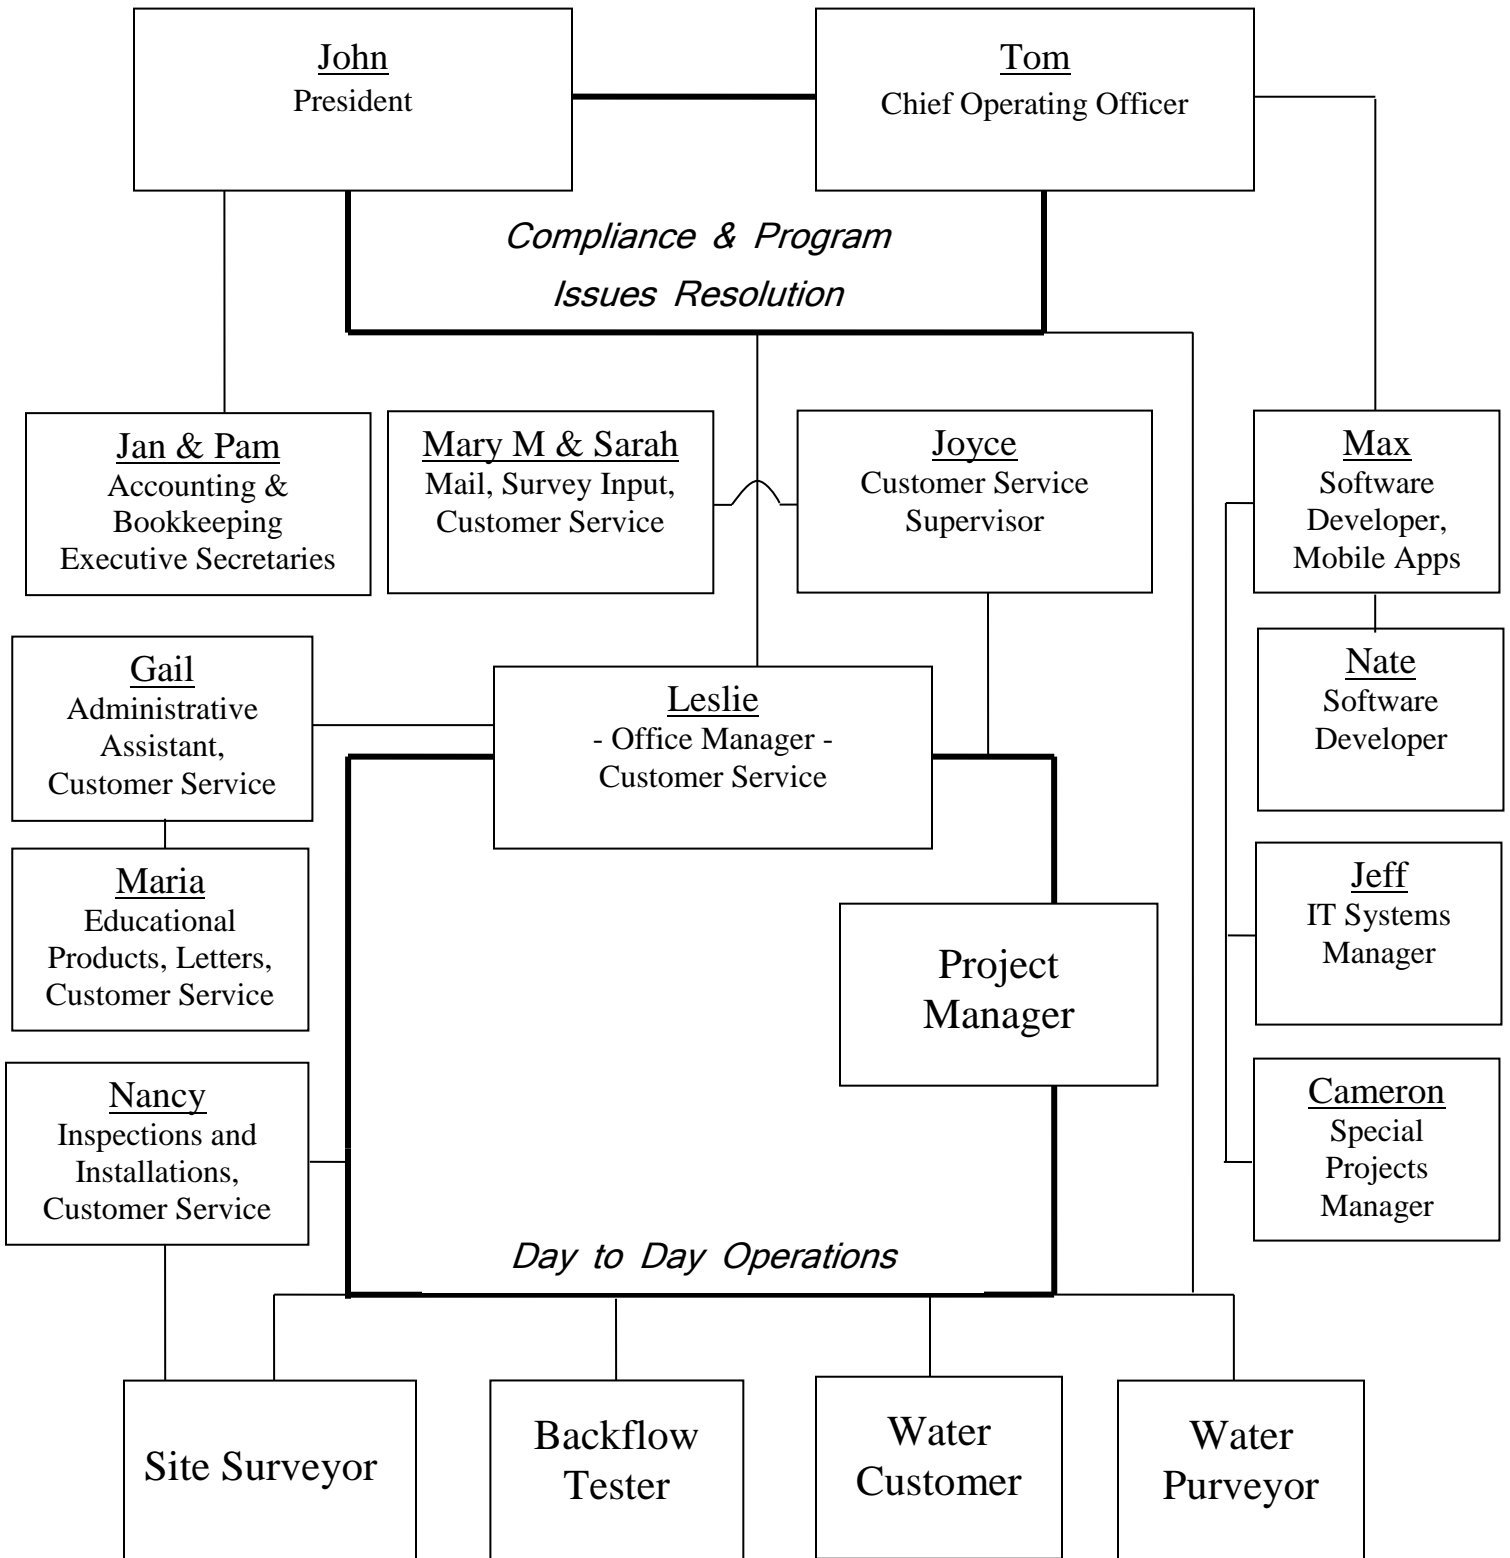 John
President
Tom
Chief Operating Officer
Compliance & Program
Issues Resolution
Jan & Pam
Accounting &
Bookkeeping
Executive Secretaries
Mary M & Sarah
Mail, Survey Input,
Customer Service
Joyce
Customer Service
Supervisor
Max
Software
Developer,
Mobile Apps
Gail
Administrative
Assistant,
Customer Service
Leslie
- Office Manager -
Customer Service
Nate
Software
Developer
Maria
Educational
Products, Letters,
Customer Service
Project
Manager
Jeff
IT Systems
Manager
Nancy
Inspections and
Installations,
Customer Service
Cameron
Special
Projects
Manager
Day to Day Operations
Site Surveyor
Backflow
Tester
Water
Customer
Water
Purveyor